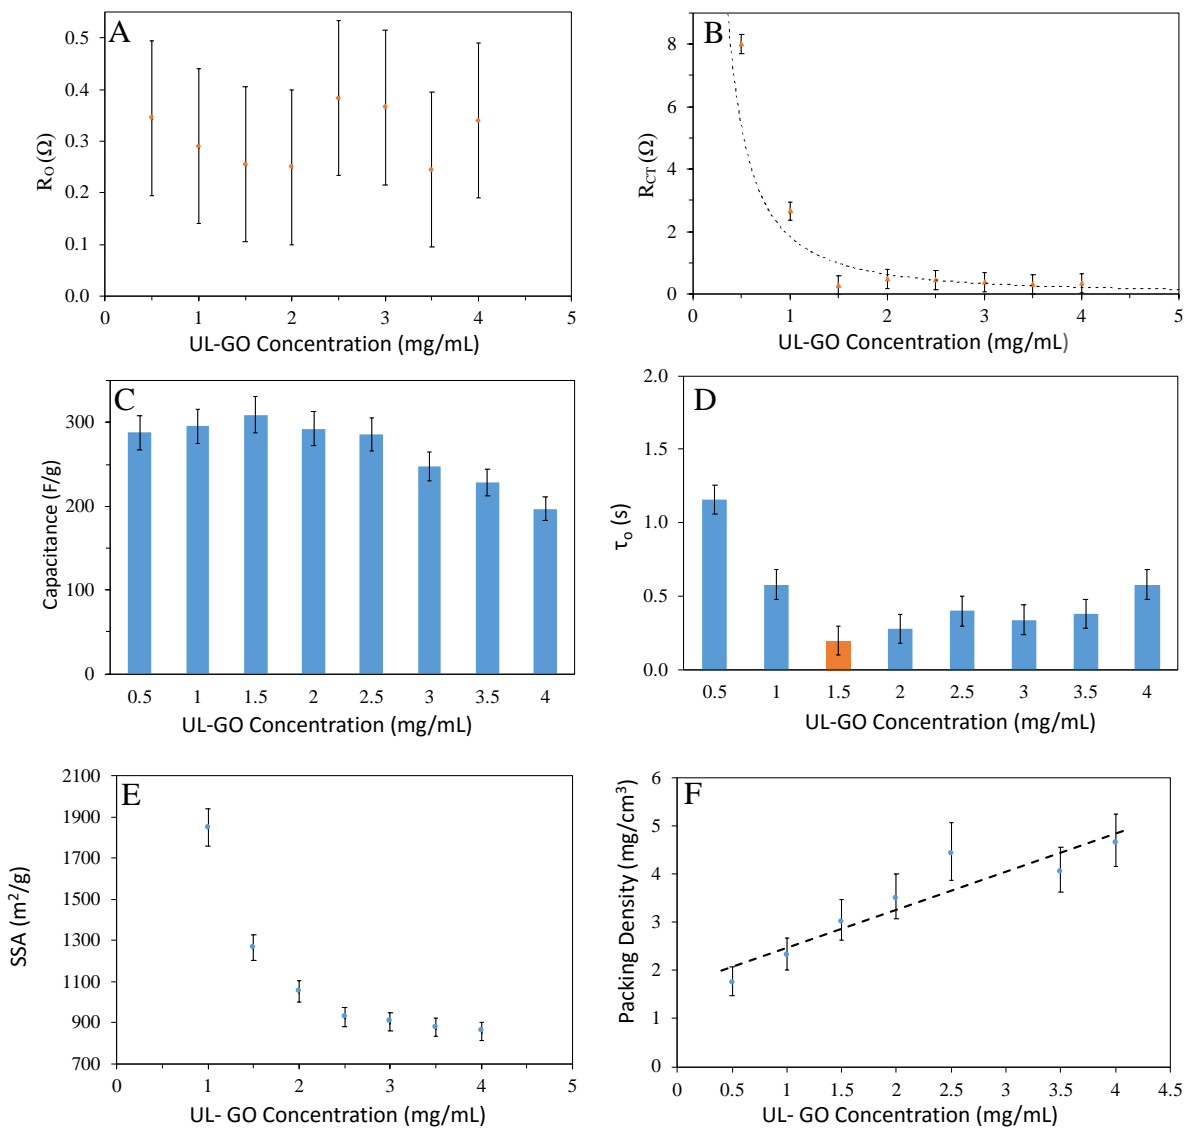 A
0.5
0.4
0.3
0.2
0.1
0.0
R_O (Ω)
0 1 2 3 4 5
UL-GO Concentration (mg/mL)
B
8
6
4
2
0
R_CT (Ω)
0 1 2 3 4 5
UL-GO Concentration (mg/mL)
C
300
200
100
0
Capacitance (F/g)
0.5 1 1.5 2 2.5 3 3.5 4
UL-GO Concentration (mg/mL)
D
2.0
1.5
1.0
0.5
0.0
τ_o (s)
0.5 1 1.5 2 2.5 3 3.5 4
UL-GO Concentration (mg/mL)
E
2100
1900
1700
1500
1300
1100
900
700
SSA (m²/g)
0 1 2 3 4 5
UL- GO Concentration (mg/mL)
F
6
5
4
3
2
1
0
Packing Density (mg/cm³)
0 0.5 1 1.5 2 2.5 3 3.5 4 4.5
UL- GO Concentration (mg/mL)